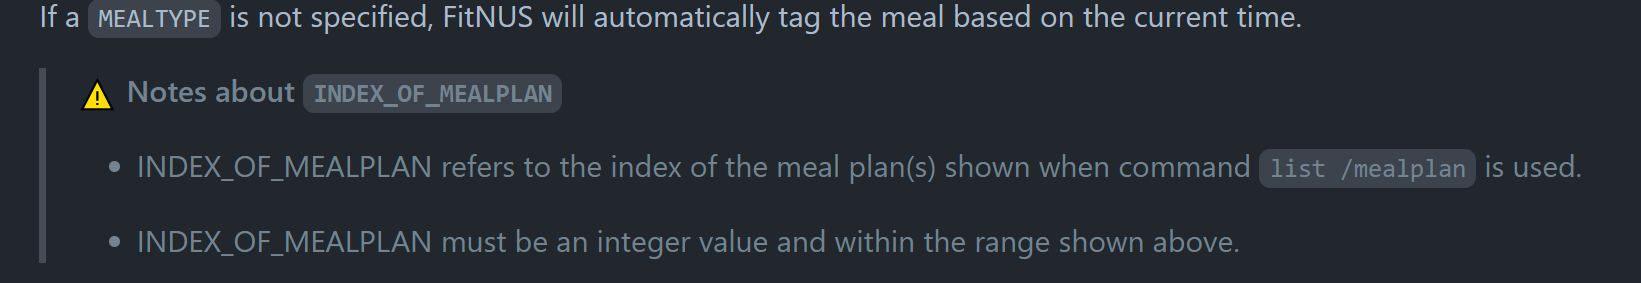 If a MEALTYPE is not specified, FitNUS will automatically tag the meal based on the current time.
Notes about INDEX_OF_MEALPLAN
INDEX_OF_MEALPLAN refers to the index of the meal plan(s) shown when command list /mealplan is used.
INDEX_OF_MEALPLAN must be an integer value and within the range shown above.